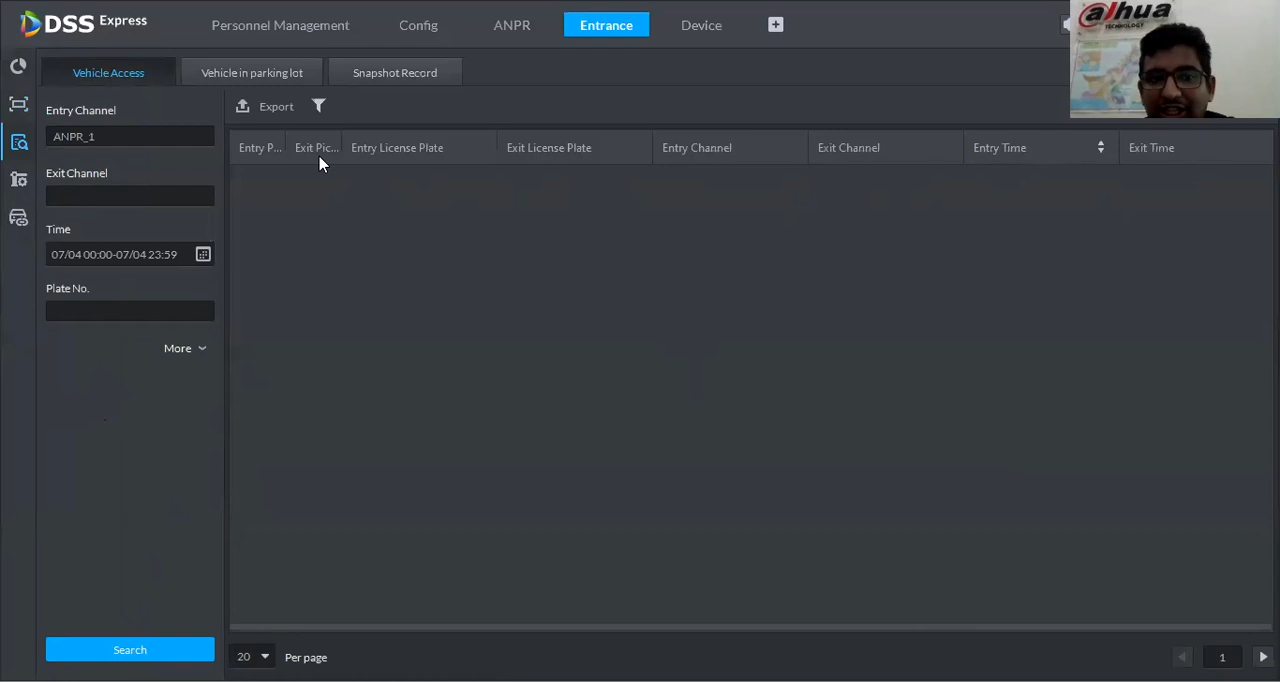 DSS Express
Personnel Management
Config
ANPR
Entrance
Device
alhua
TECHNOLOGY
Vehicle Access
Vehicle in parking lot
Snapshot Record
Entry Channel
ANPR_1
Exit Channel
Time
07/04 00:00-07/04 23:59
Plate No.
More
Search
Export
Entry P...
Exit Pic...
Entry License Plate
Exit License Plate
Entry Channel
Exit Channel
Entry Time
Exit Time
20
Per page
1